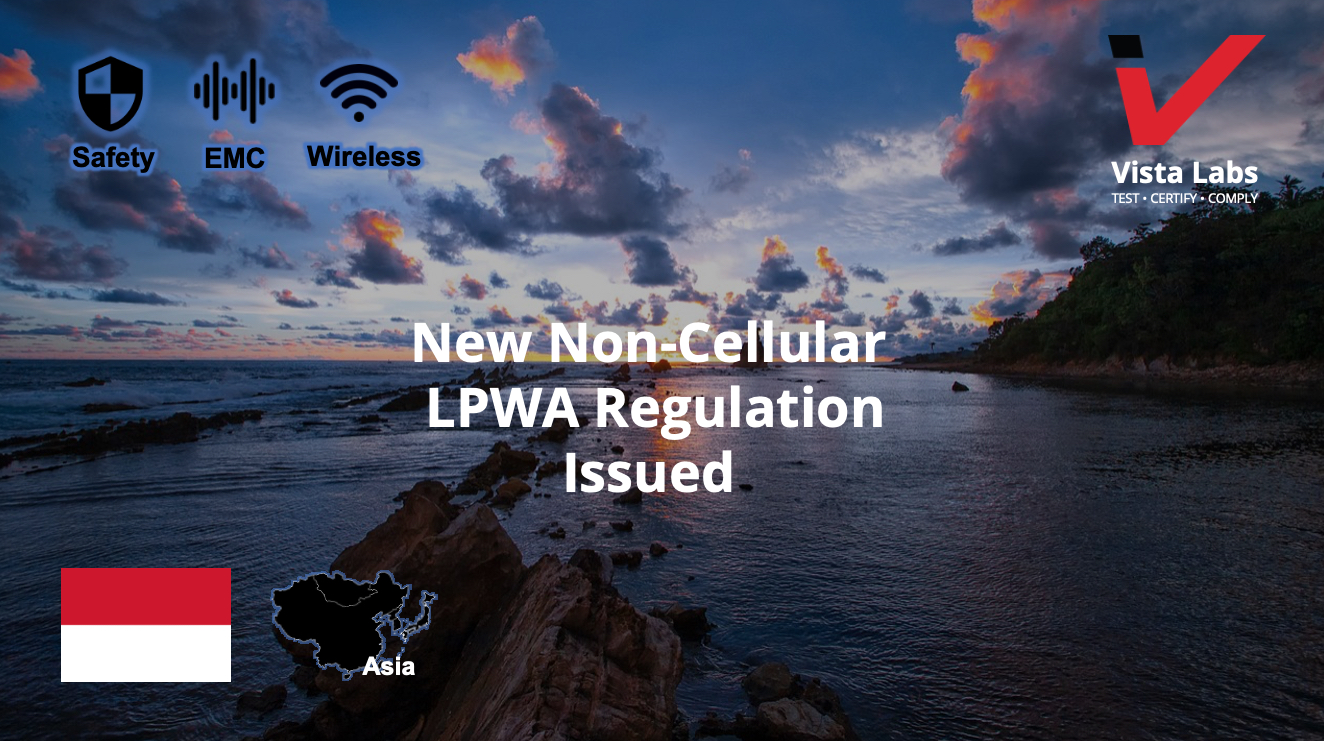 Safety
EMC
Wireless
Vista Labs
TEST • CERTIFY • COMPLY
New Non-Cellular
LPWA Regulation
Issued
Asia